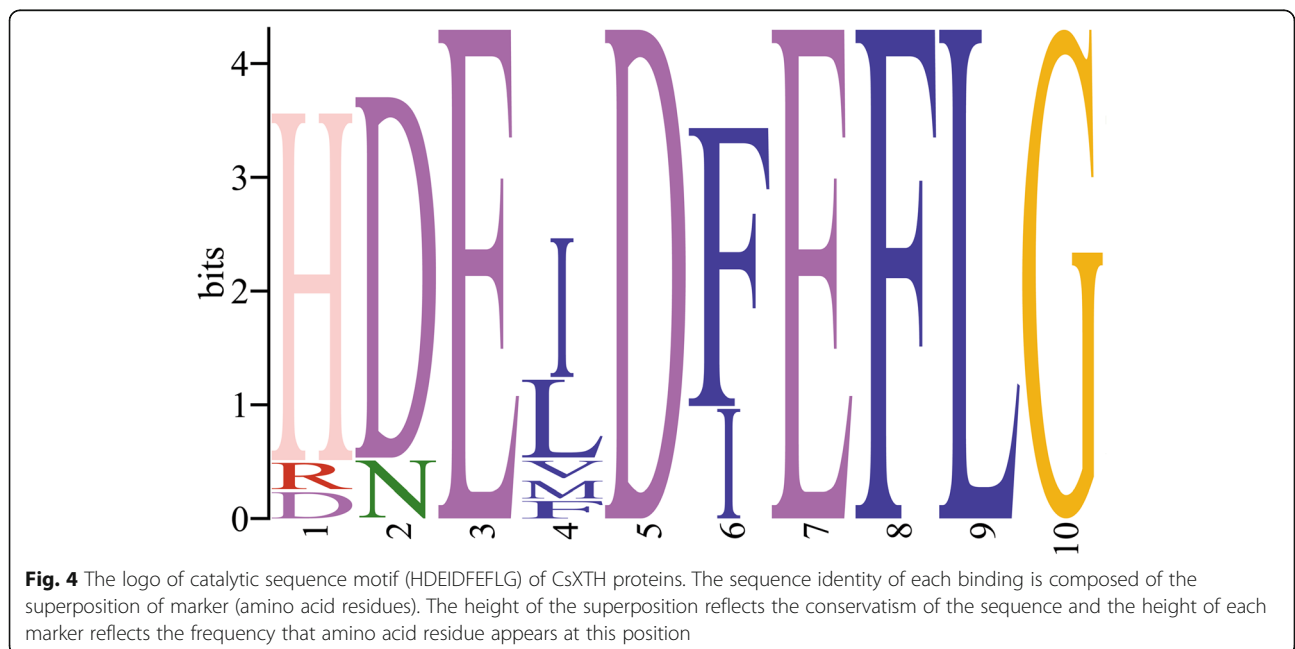 4
3
2
1
0
bits
H D E I D F E F L G
R N L I
D V
M
F
1 2 3 4 5 6 7 8 9 10
Fig. 4 The logo of catalytic sequence motif (HDEIDFEFLG) of CsXTH proteins. The sequence identity of each binding is composed of the
superposition of marker (amino acid residues). The height of the superposition reflects the conservatism of the sequence and the height of each
marker reflects the frequency that amino acid residue appears at this position